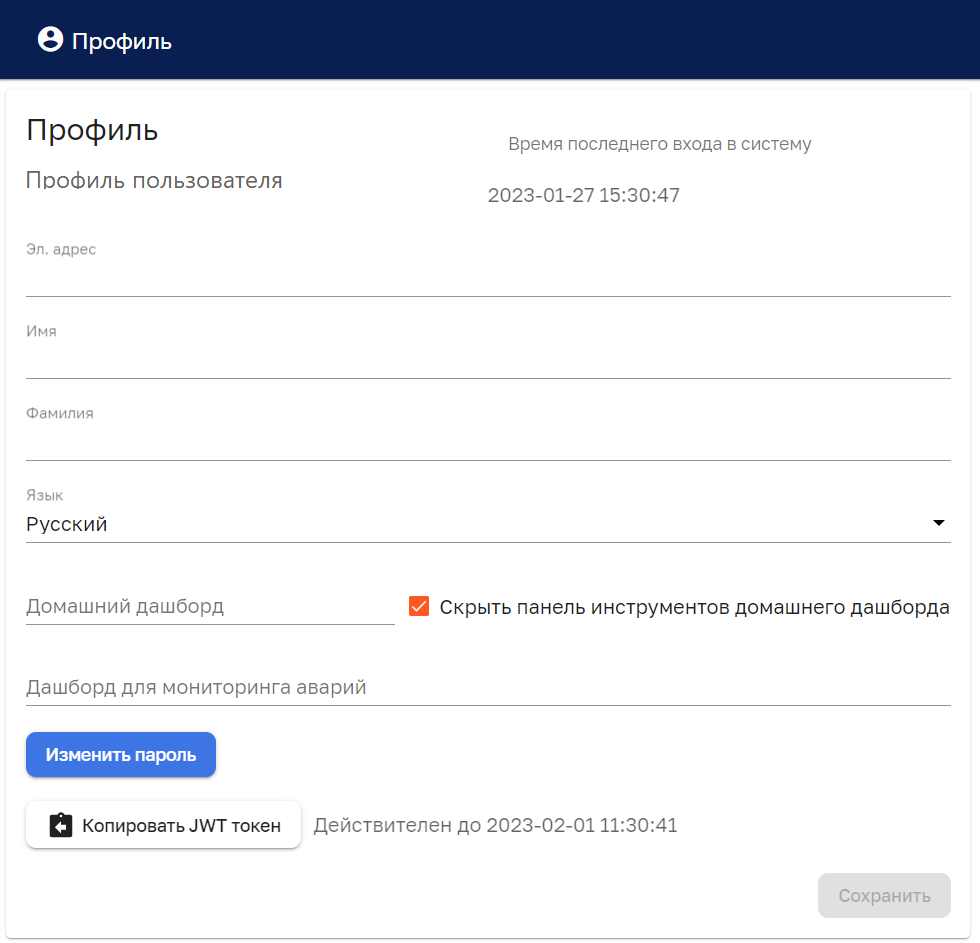 Профиль
Профиль
Время последнего входа в систему
Профиль пользователя
2023-01-27 15:30:47
Эл. адрес
Имя
Фамилия
Язык
Русский
Домашний дашборд
Скрыть панель инструментов домашнего дашборда
Дашборд для мониторинга аварий
Изменить пароль
Копировать JWT токен
Действителен до 2023-02-01 11:30:41
Сохранить